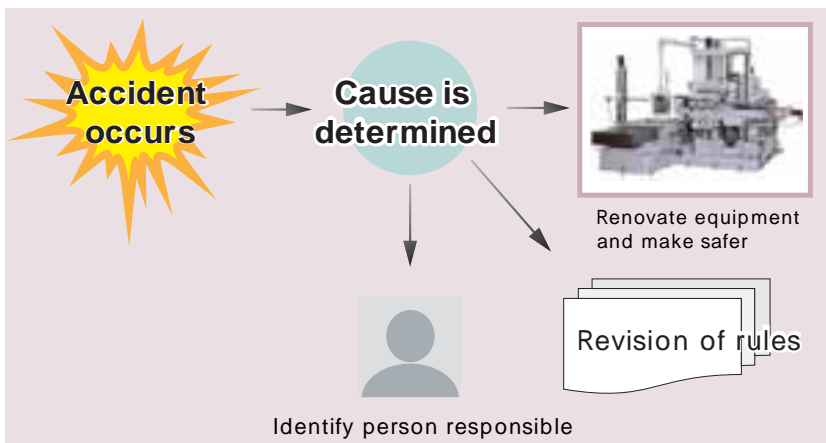 Accident
occurs
Cause is
determined
Renovate equipment
and make safer
Revision of rules
Identify person responsible